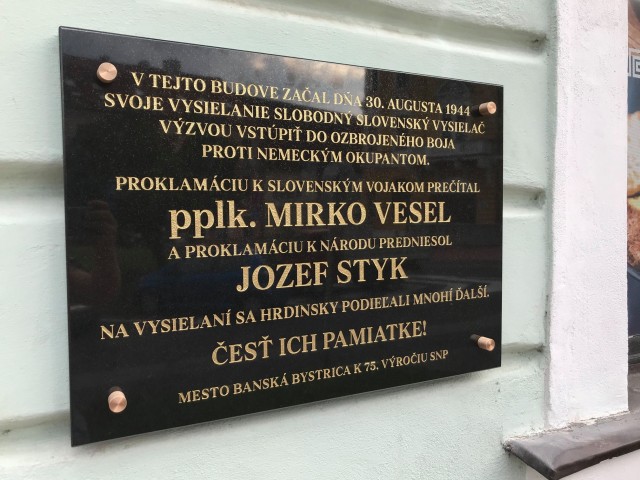 V TEJTO BUDOVE ZAČAL DŇA 30. AUGUSTA 1944
SVOJE VYSIELANIE SLOBODNÝ SLOVENSKÝ VYSIELAČ
VÝZVOU VSTÚPIŤ DO OZBROJENÉHO BOJA
PROTI NEMECKÝM OKUPANTOM.
PROKLAMÁCIU K SLOVENSKÝM VOJAKOM PREČÍTAL
pplk. MIRKO VESEL
A PROKLAMÁCIU K NÁRODU PREDNIESOL
JOZEF STYK
NA VYSIELANÍ SA HRDINSKY PODIEĽALI MNOHÍ ĎALŠÍ.
ČESŤ ICH PAMIATKE!
MESTO BANSKÁ BYSTRICA K 75. VÝROČIU SNP